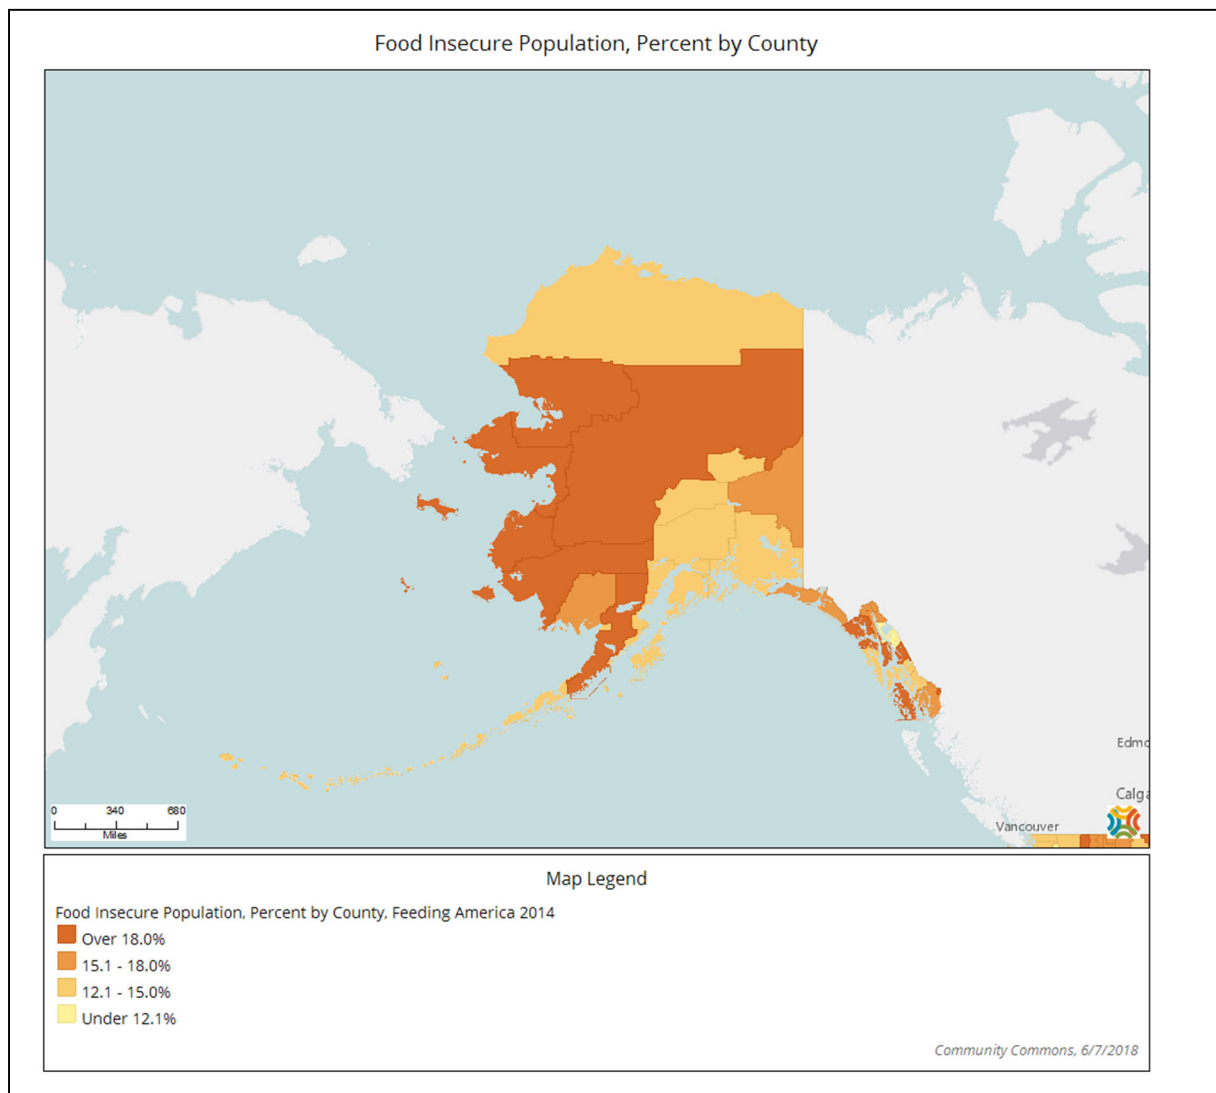 Food Insecure Population, Percent by County
Edmo
Calga
Vancouver
0 340 680
Miles
Map Legend
Food Insecure Population, Percent by County, Feeding America 2014
Over 18.0%
15.1 - 18.0%
12.1 - 15.0%
Under 12.1%
Community Commons, 6/7/2018